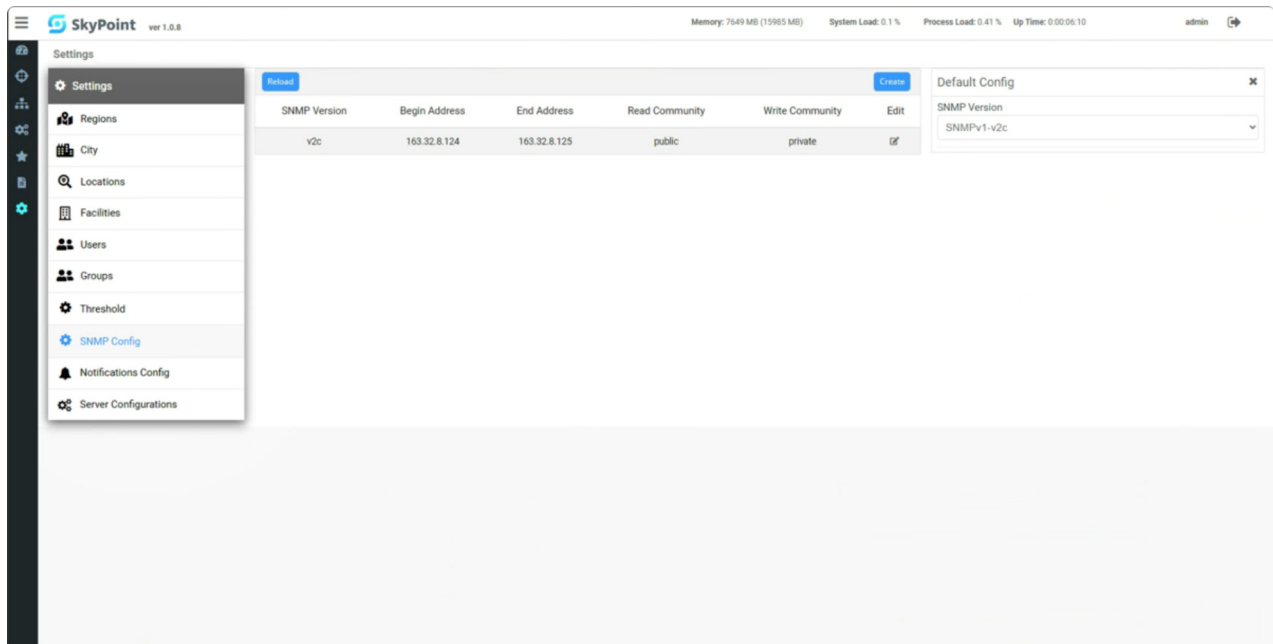 SkyPoint ver 1.0.8 Memory: 7649 MB (15985 MB) System Load: 0.1 % Process Load: 0.41 % Up Time: 0:00:06:10 admin
Settings
Settings
Regions
City
Locations
Facilities
Users
Groups
Threshold
SNMP Config
Notifications Config
Server Configurations
Reload Create
SNMP Version Begin Address End Address Read Community Write Community Edit
v2c 163.32.8.124 163.32.8.125 public private
Default Config
SNMP Version
SNMPv1-v2c